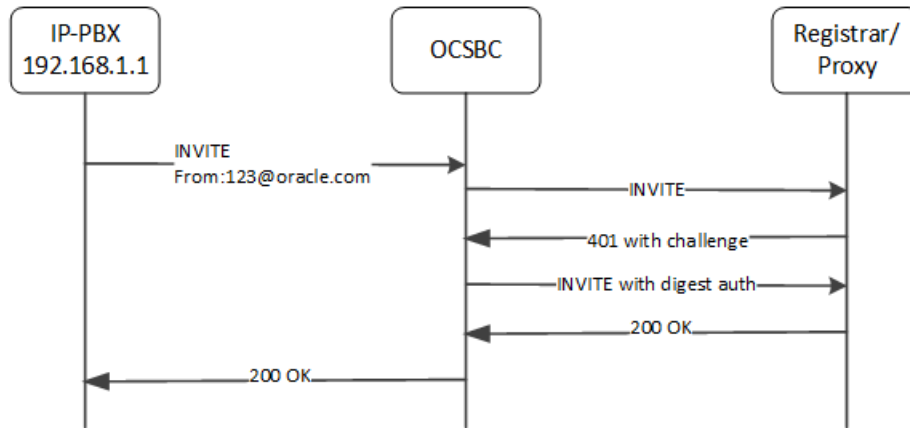 IP-PBX
192.168.1.1
OCSBC
Registrar/
Proxy
INVITE
From:123@oracle.com
INVITE
401 with challenge
INVITE with digest auth
200 OK
200 OK